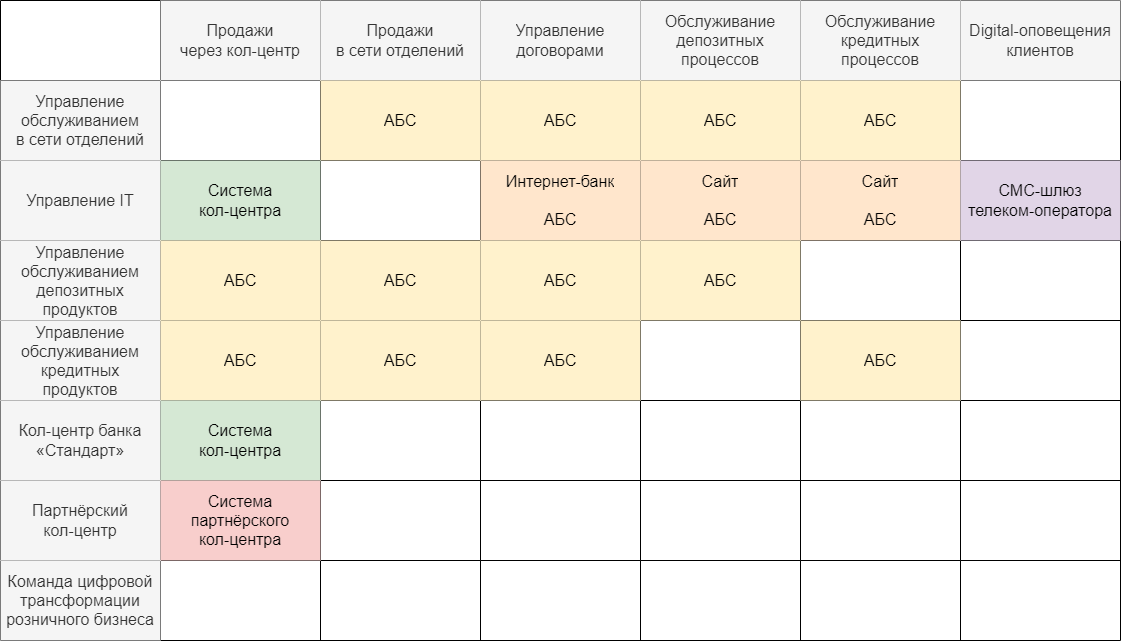 Продажи
через кол-центр
Продажи
в сети отделений
Управление
договорами
Обслуживание
депозитных
процессов
Обслуживание
кредитных
процессов
Digital-оповещения
клиентов
Управление
обслуживанием
в сети отделений
АБС
АБС
АБС
АБС
Управление IT
Система
кол-центра
Интернет-банк
АБС
Сайт
АБС
Сайт
АБС
СМС-шлюз
телеком-оператора
Управление
обслуживанием
депозитных
продуктов
АБС
АБС
АБС
АБС
Управление
обслуживанием
кредитных
продуктов
АБС
АБС
АБС
АБС
Кол-центр банка
«Стандарт»
Система
кол-центра
Партнёрский
кол-центр
Система
партнёрского
кол-центра
Команда цифровой
трансформации
розничного бизнеса